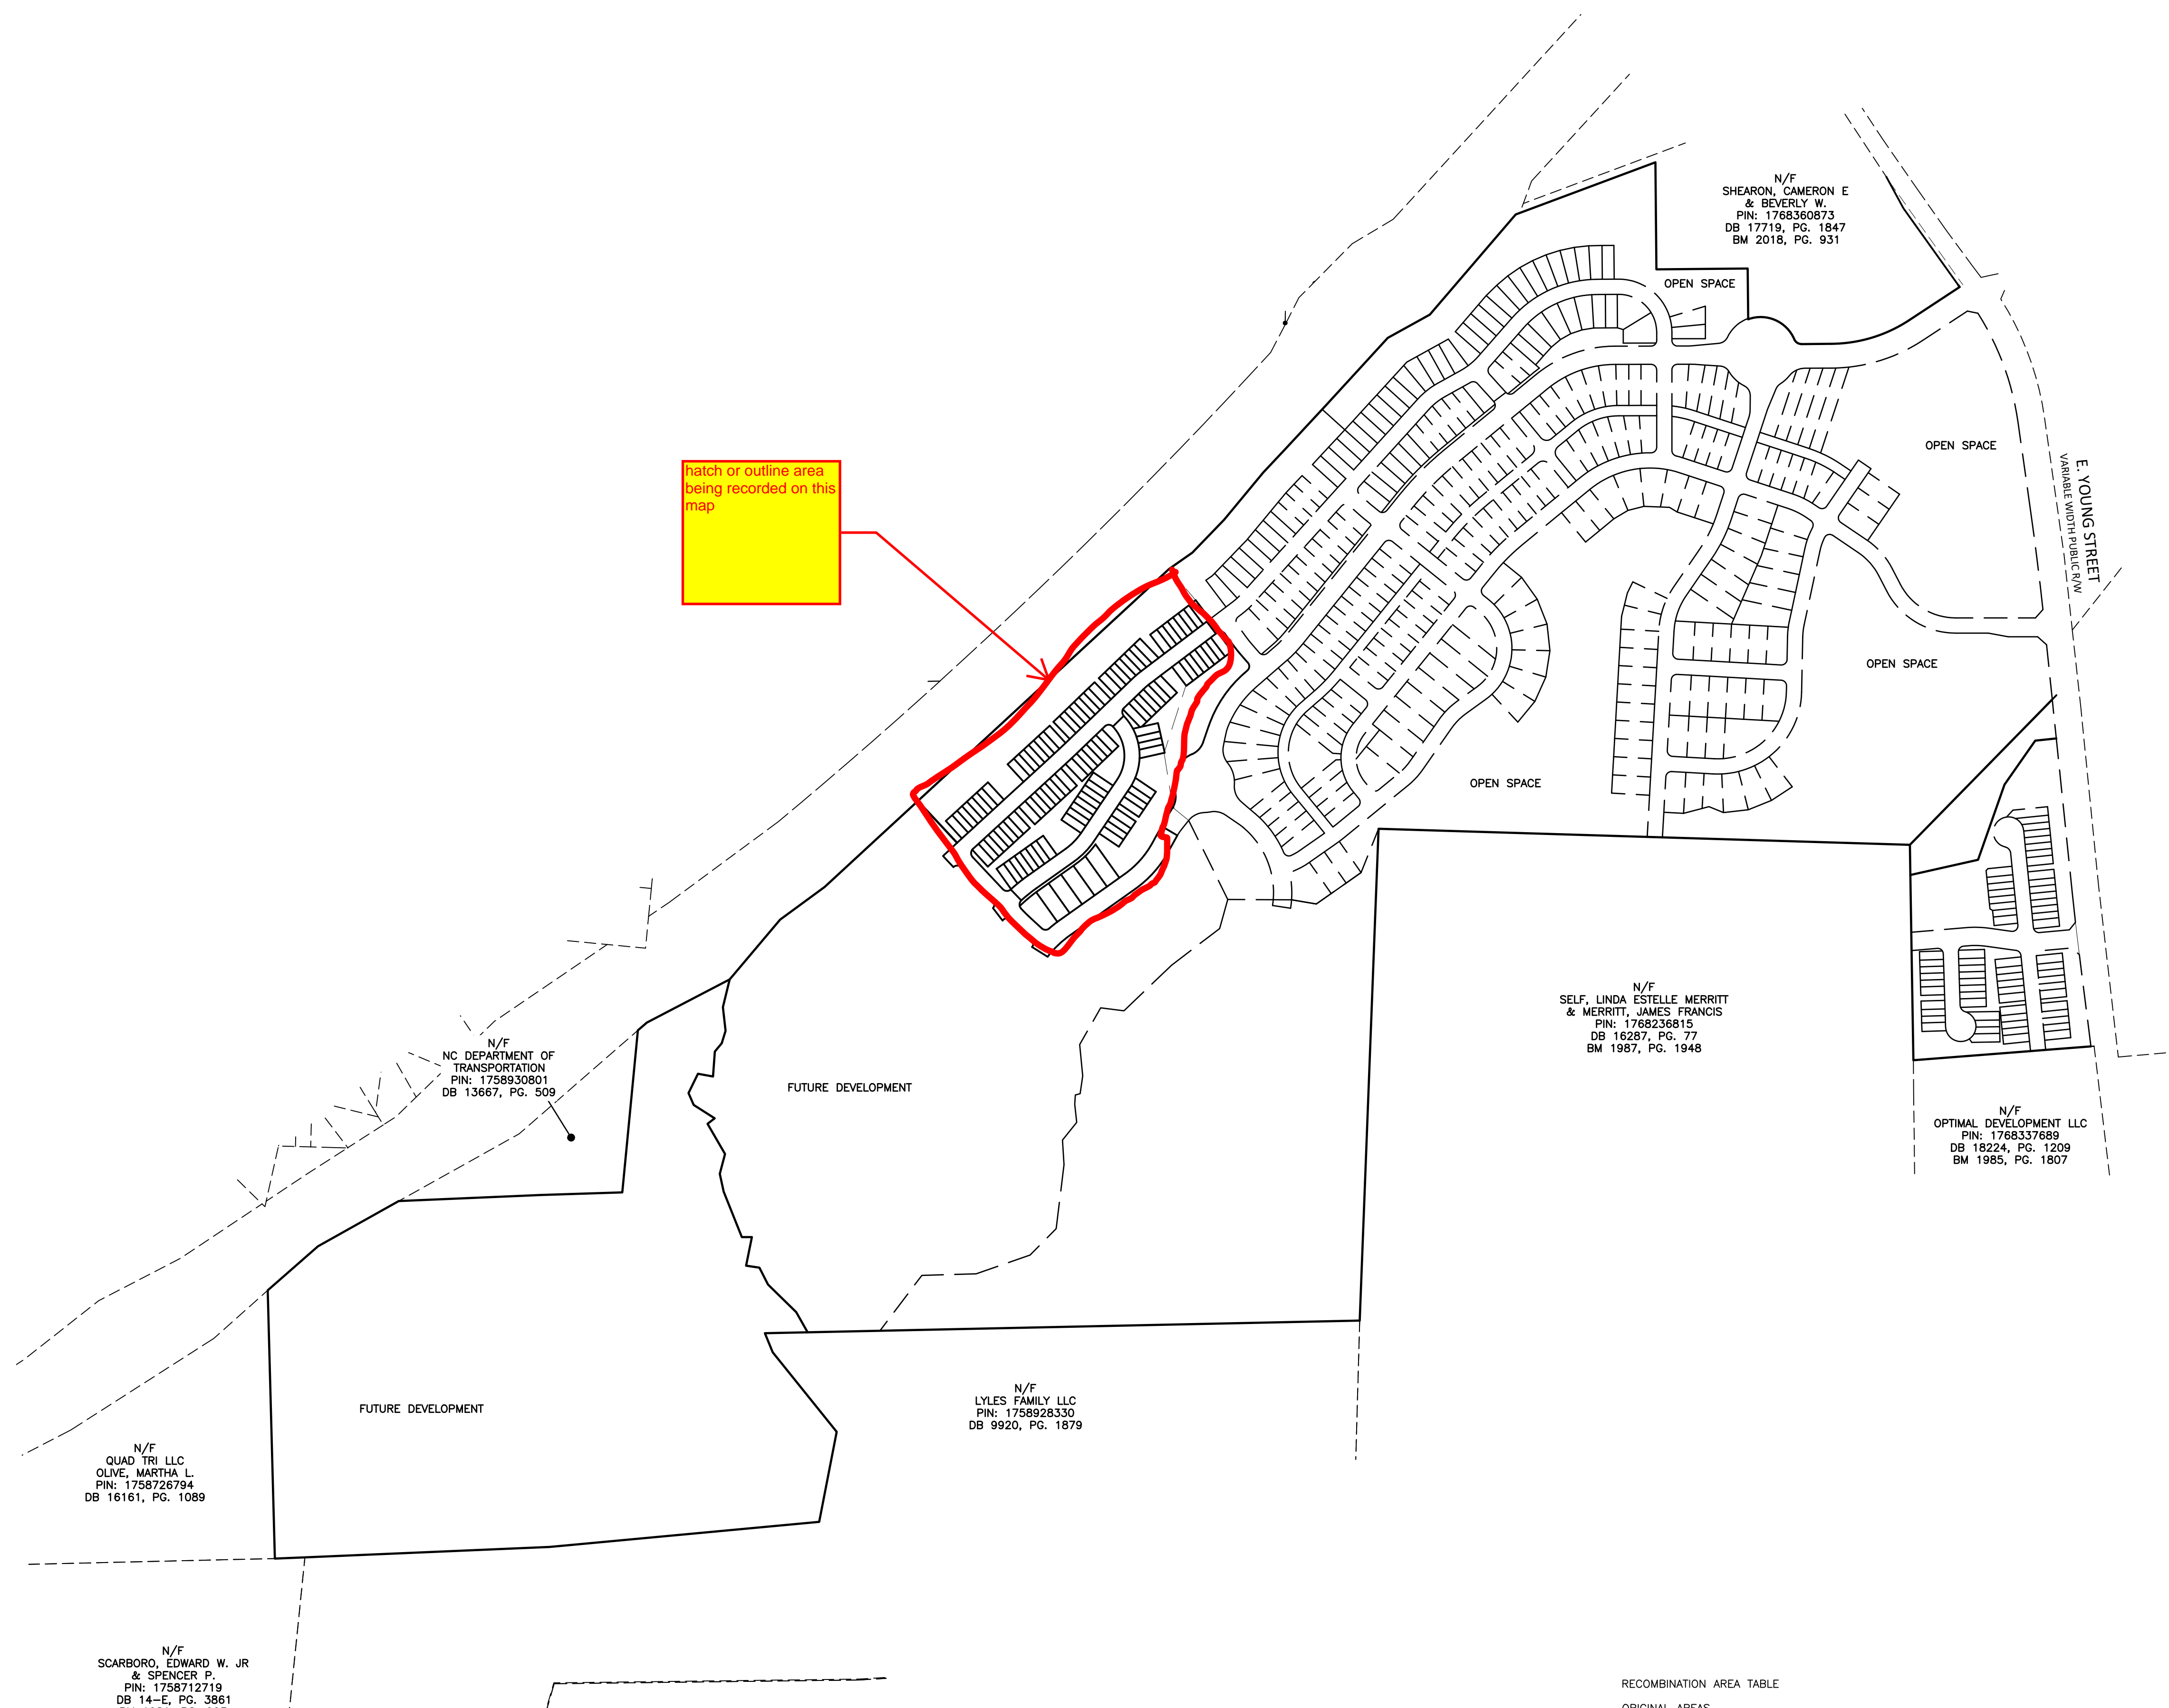 N/F
SHEARON, CAMERON E
& BEVERLY W.
PIN: 1768360873
DB 17719, PG. 1847
BM 2018, PG. 931
OPEN SPACE
OPEN SPACE
E. YOUNG STREET
VARIABLE WIDTH PUBLIC R/W
hatch or outline area
being recorded on this
map
OPEN SPACE
OPEN SPACE
N/F
SELF, LINDA ESTELLE MERRITT
& MERRITT, JAMES FRANCIS
PIN: 1768236815
DB 16287, PG. 77
BM 1987, PG. 1948
N/F
NC DEPARTMENT OF
TRANSPORTATION
PIN: 1758930801
DB 13667, PG. 509
FUTURE DEVELOPMENT
N/F
OPTIMAL DEVELOPMENT LLC
PIN: 1768337689
DB 18224, PG. 1209
BM 1985, PG. 1807
FUTURE DEVELOPMENT
N/F
LYLES FAMILY LLC
PIN: 1758928330
DB 9920, PG. 1879
N/F
QUAD TRI LLC
OLIVE, MARTHA L.
PIN: 1758726794
DB 16161, PG. 1089
N/F
SCARBORO, EDWARD W. JR
& SPENCER P.
PIN: 1758712719
DB 14-E, PG. 3861
RECOMBINATION AREA TABLE
ORIGINAL AREAS